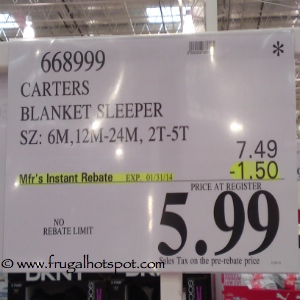 *
668999
CARTERS
BLANKET SLEEPER
SZ: 6M,12M-24M, 2T-5T
7.49
Mfr's Instant Rebate EXP. 01/31/14 -1.50
PRICE AT REGISTER
5.99
NO
REBATE LIMIT
Sales Tax on the pre-rebate price
© www.frugalhotspot.com
DKNY